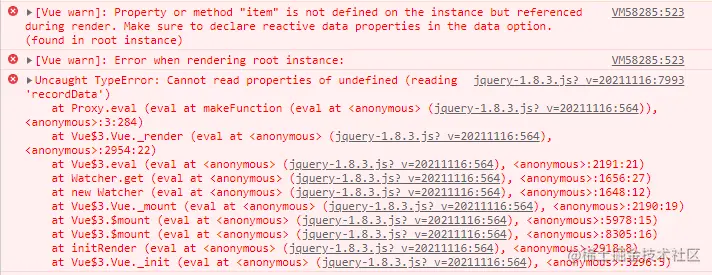 [Vue warn]: Property or method "item" is not defined on the instance but referenced VM58285:523
during render. Make sure to declare reactive data properties in the data option.
(found in root instance)
[Vue warn]: Error when rendering root instance: VM58285:523
Uncaught TypeError: Cannot read properties of undefined (reading jquery-1.8.3.js?_v=20211116:7993
'recordData')
at Proxy.eval (eval at makeFunction (eval at <anonymous> (jquery-1.8.3.js?_v=20211116:564)),
<anonymous>:3:284)
at Vue$3.Vue._render (eval at <anonymous> (jquery-1.8.3.js?_v=20211116:564),
<anonymous>:2954:22)
at Vue$3.eval (eval at <anonymous> (jquery-1.8.3.js?_v=20211116:564), <anonymous>:2191:21)
at Watcher.get (eval at <anonymous> (jquery-1.8.3.js?_v=20211116:564), <anonymous>:1656:27)
at new Watcher (eval at <anonymous> (jquery-1.8.3.js?_v=20211116:564), <anonymous>:1648:12)
at Vue$3.Vue._mount (eval at <anonymous> (jquery-1.8.3.js?_v=20211116:564), <anonymous>:2190:19)
at Vue$3.$mount (eval at <anonymous> (jquery-1.8.3.js?_v=20211116:564), <anonymous>:5978:15)
at Vue$3.$mount (eval at <anonymous> (jquery-1.8.3.js?_v=20211116:564), <anonymous>:8305:16)
at initRender (eval at <anonymous> (jquery-1.8.3.js?_v=20211116:564), <anonymous>:2918:8)
at Vue$3.Vue._init (eval at <anonymous> (jquery-1.8.3.js?_v=20211116:564), <anonymous>:3296:5)
@稀土掘金技术社区